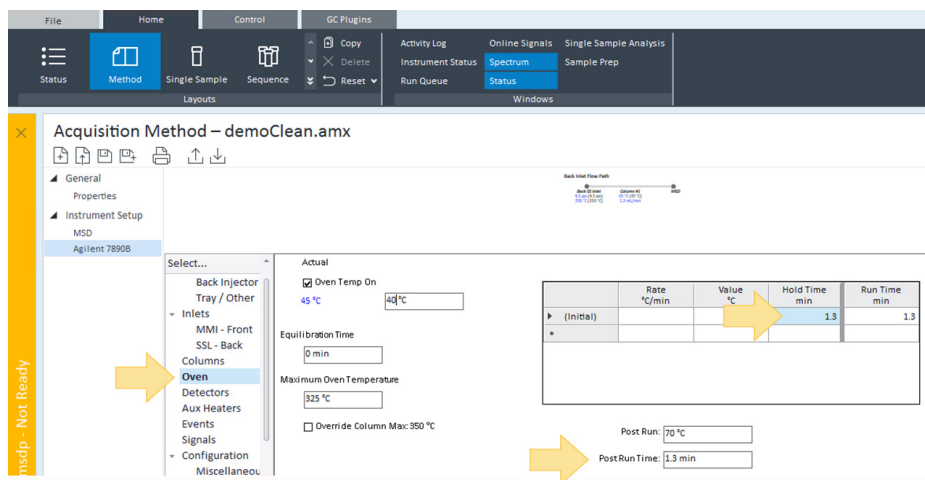 File Home Control GC Plugins
Status Method Single Sample Sequence
Copy
Delete
Reset
Layouts
Activity Log Online Signals Single Sample Analysis
Instrument Status Spectrum Sample Prep
Run Queue Status
Windows
msdp - Not Ready
Acquisition Method – demoClean.amx
General
Properties
Instrument Setup
MSD
Agilent 7890B
Back Inlet Flow Path
Back SS Inlet Column #2 MSD
Select...
Back Injector
Tray / Other
Inlets
MMI - Front
SSL - Back
Columns
Oven
Detectors
Aux Heaters
Events
Signals
Configuration
Miscellaneou
Actual
Oven Temp On
45 °C 40 °C
Equilibration Time
0 min
Maximum Oven Temperature
325 °C
Override Column Max: 350 °C
Rate Value Hold Time Run Time
°C/min °C min min
(Initial) 1.3 1.3
*
Post Run: 70 °C
Post Run Time: 1.3 min